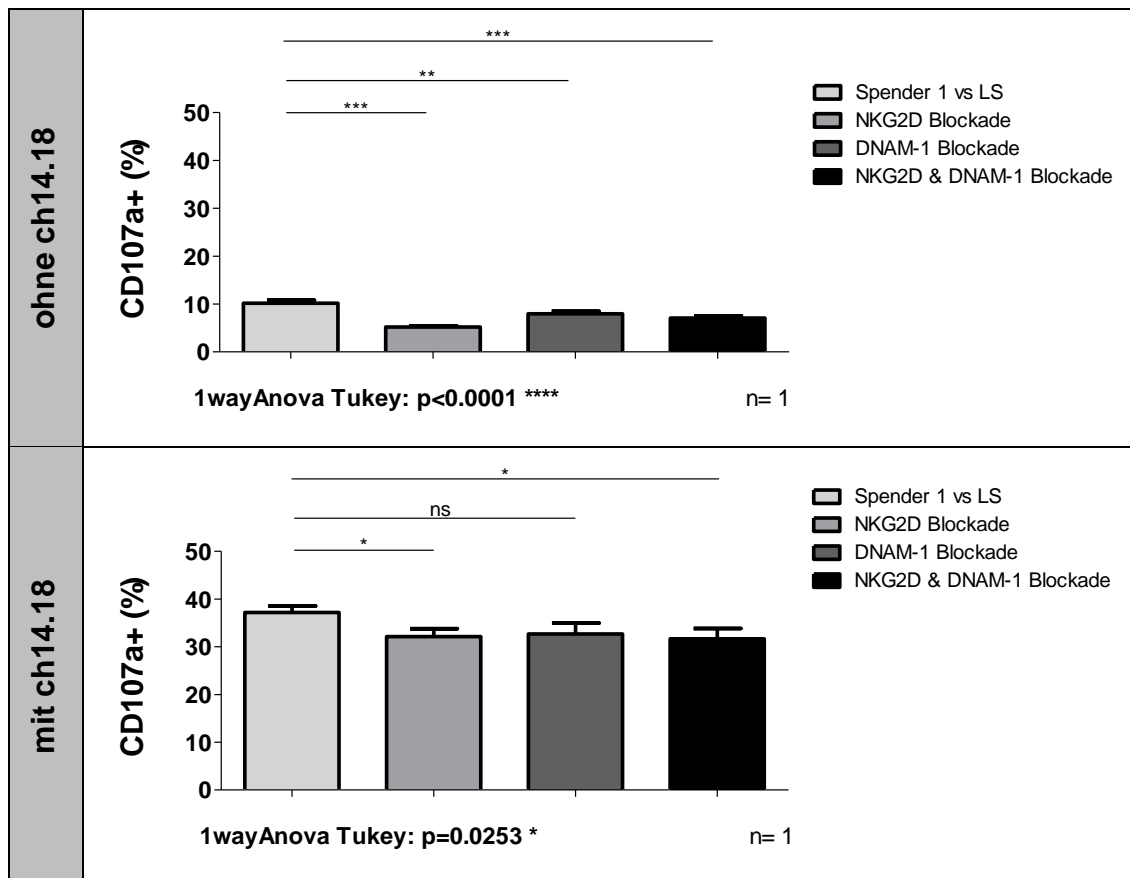 ohne ch14.18
***
**
***
CD107a+ (%)
50
40
30
20
10
0
Spender 1 vs LS
NKG2D Blockade
DNAM-1 Blockade
NKG2D & DNAM-1 Blockade
1wayAnova Tukey: p<0.0001 ****
n= 1
mit ch14.18
*
ns
*
CD107a+ (%)
50
40
30
20
10
0
Spender 1 vs LS
NKG2D Blockade
DNAM-1 Blockade
NKG2D & DNAM-1 Blockade
1wayAnova Tukey: p=0.0253 *
n= 1